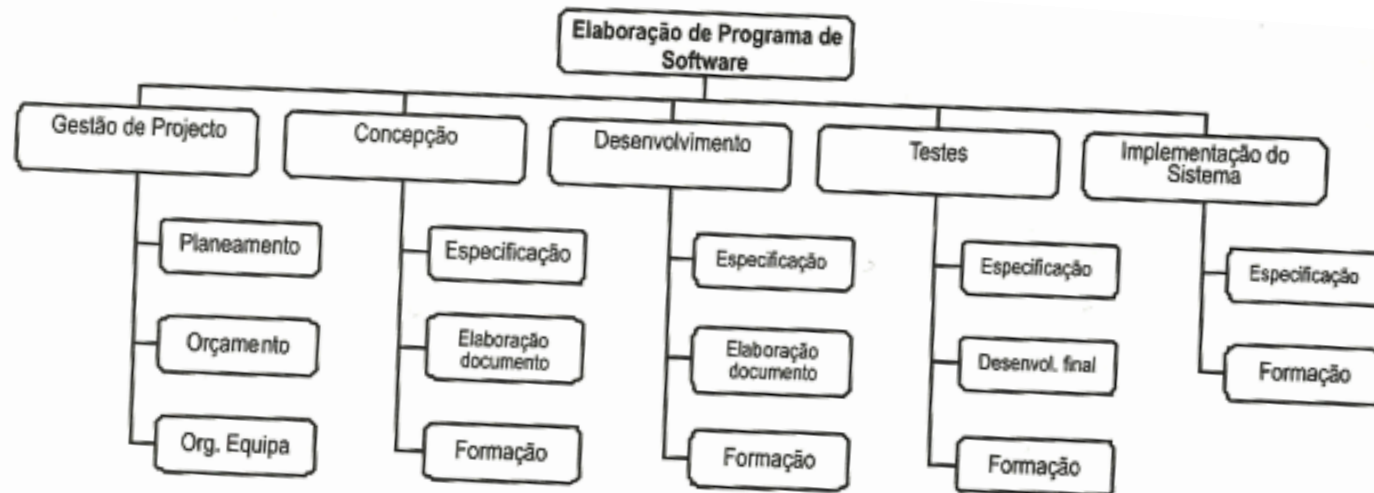 Elaboração de Programa de
Software
Gestão de Projecto
Concepção
Desenvolvimento
Testes
Implementação do
Sistema
Planeamento
Especificação
Especificação
Especificação
Especificação
Orçamento
Elaboração
documento
Elaboração
documento
Desenvol. final
Formação
Org. Equipa
Formação
Formação
Formação